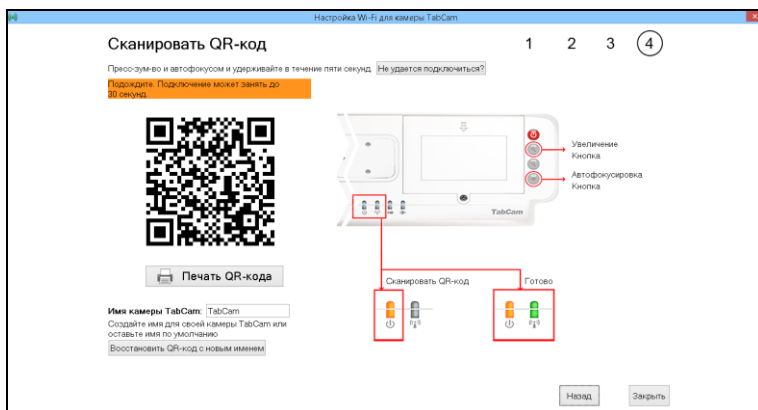 Настройка Wi-Fi для камеры TabCam
Сканировать QR-код
1 2 3 4
Пресс-зум-во и автофокусом и удерживайте в течение пяти секунд. Не удается подключиться?
Подождите. Подключение может занять до
30 секунд.
Увеличение
Кнопка
Автофокусировка
Кнопка
TabCam
Печать QR-кода
Сканировать QR-код
Готово
Имя камеры TabCam: TabCam
Создайте имя для своей камеры TabCam или
оставьте имя по умолчанию
Восстановить QR-код с новым именем
Назад
Закрыть